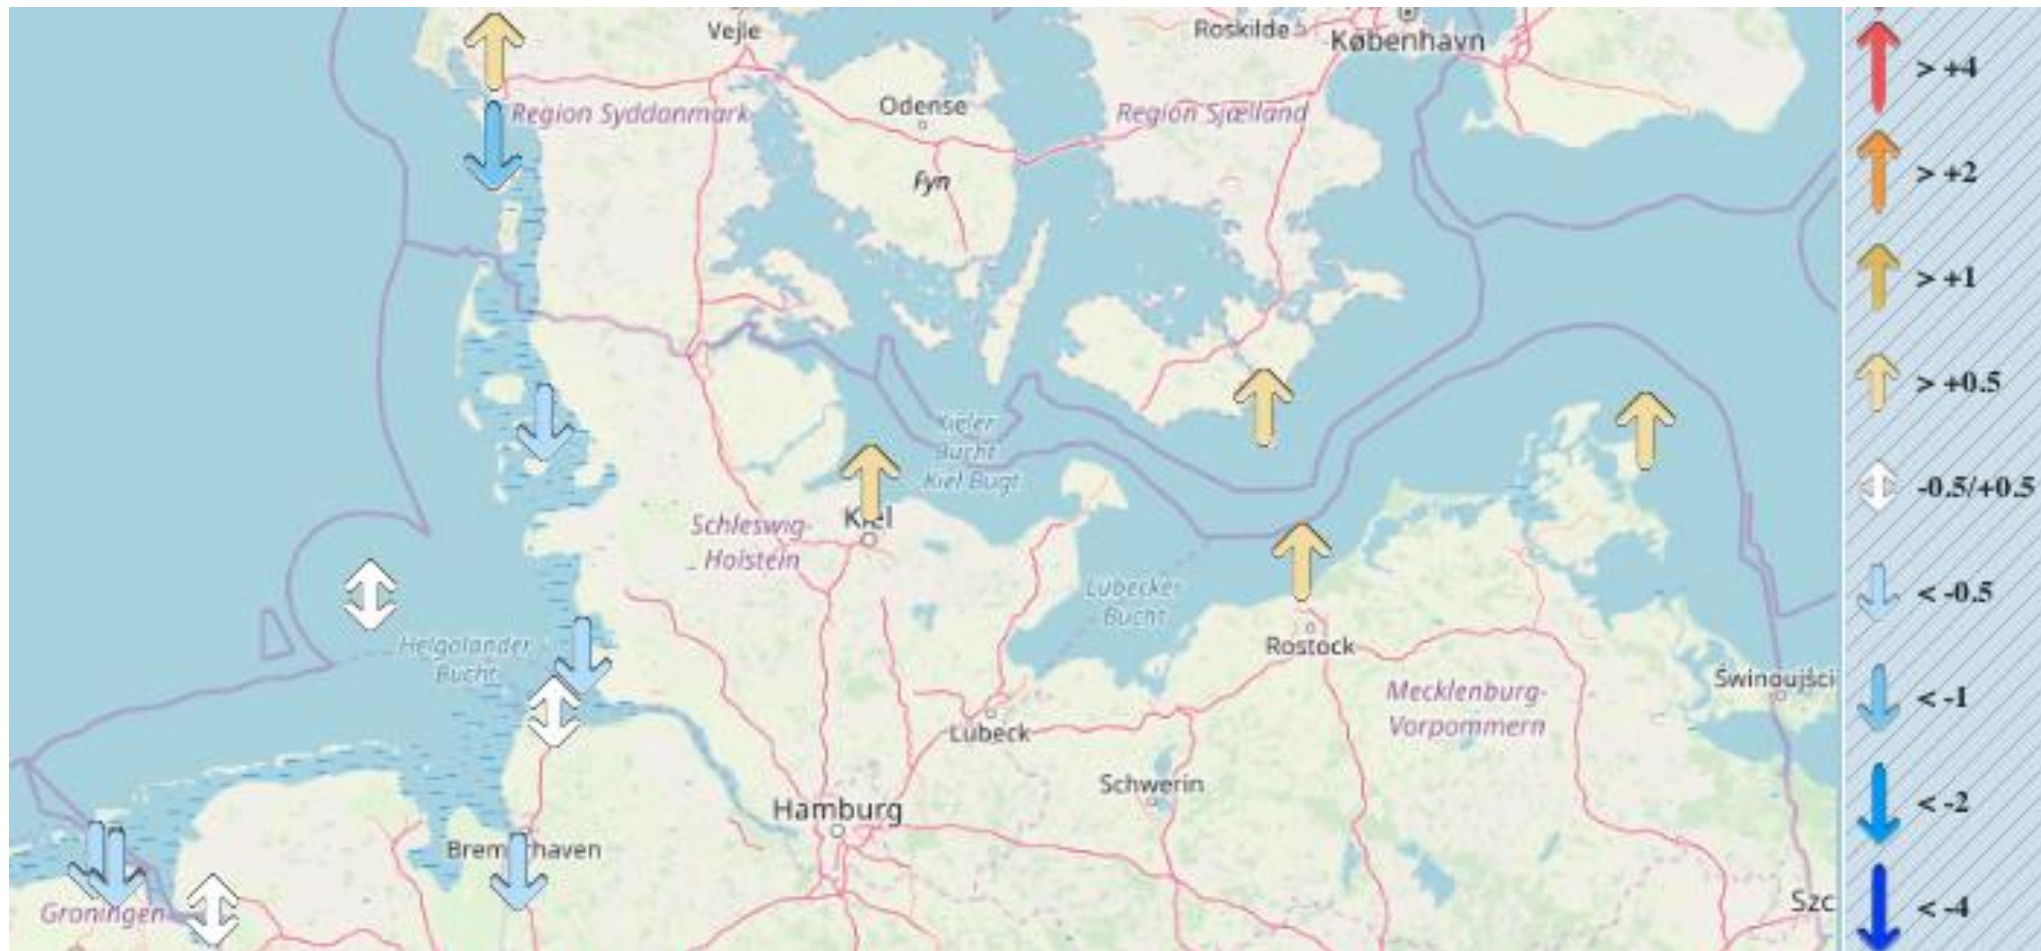 Vejle
Roskilde
København
Odense
Region Syddanmark
Region Sjælland
Fyn
Kieler
Bucht
Kiel Bugt
Kiel
Schleswig-
Holstein
Lübecker
Bucht
Helgoländer
Bucht
Rostock
Mecklenburg-
Vorpommern
Świnoujści
Lübeck
Schwerin
Hamburg
Groningen
Szc
> +4
> +2
> +1
> +0.5
-0.5/+0.5
< -0.5
< -1
< -2
< -4